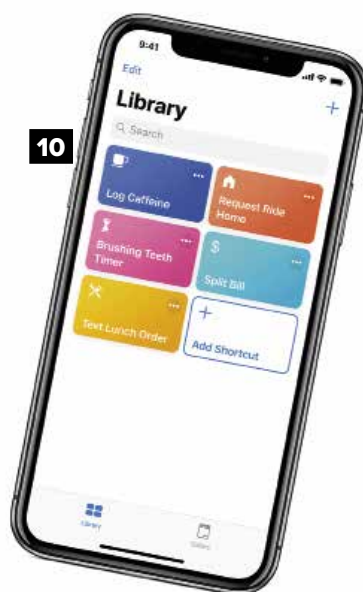 10
9:41
Edit
+
Library
Search
Log Caffeine
Request Ride
Home
Brushing Teeth
Timer
$
Split Bill
Text Lunch Order
+
Add Shortcut
Library
Gallery